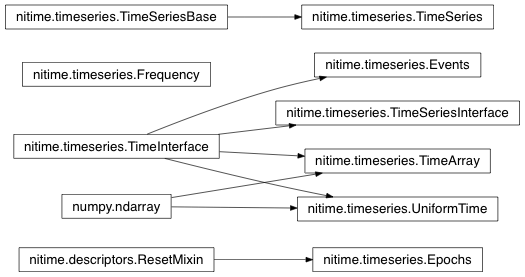 nitime.timeseries.TimeSeriesBase
nitime.timeseries.TimeSeries
nitime.timeseries.Events
nitime.timeseries.Frequency
nitime.timeseries.TimeSeriesInterface
nitime.timeseries.TimeInterface
nitime.timeseries.TimeArray
numpy.ndarray
nitime.timeseries.UniformTime
nitime.descriptors.ResetMixin
nitime.timeseries.Epochs